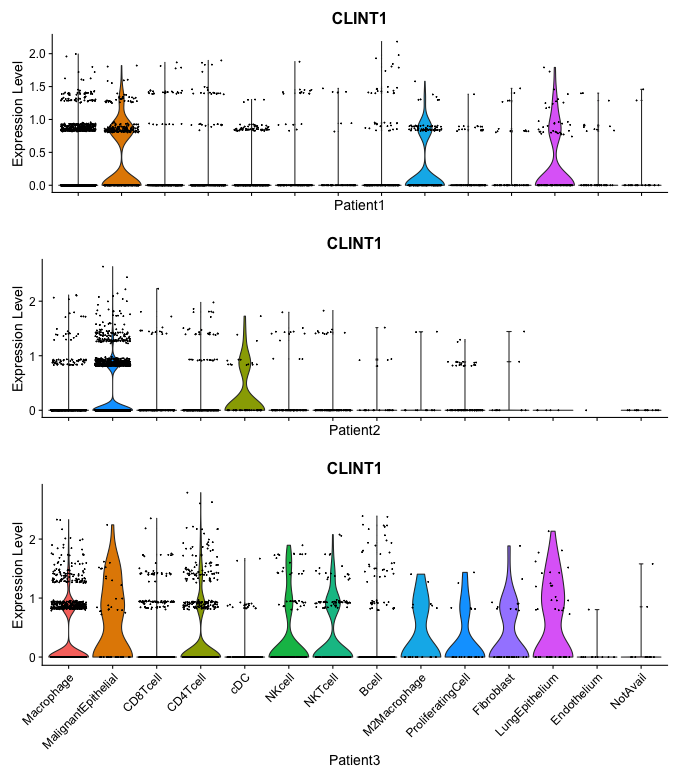 CLINT1
Expression Level
2.0
1.5
1.0
0.5
0.0
Patient1
CLINT1
Expression Level
2
1
0
Patient2
CLINT1
Expression Level
2
1
0
Macrophage
MalignantEpithelial
CD8Tcell
CD4Tcell
cDC
NKcell
NKTcell
Bcell
M2Macrophage
ProliferatingCell
Fibroblast
LungEpithelium
Endothelium
NotAvail
Patient3